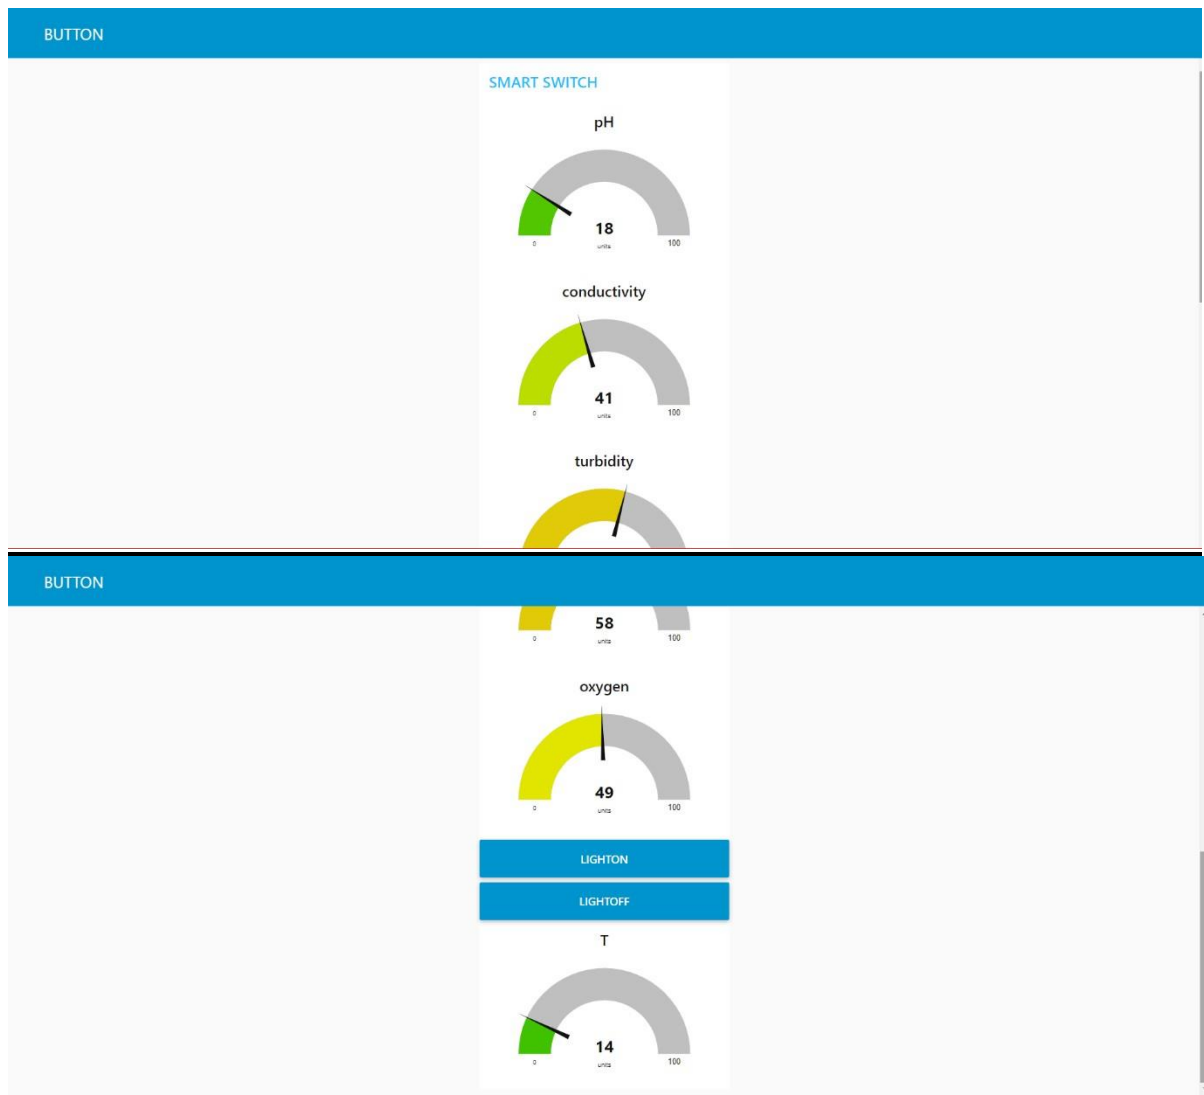 BUTTON
SMART SWITCH
pH
18
0 units 100
conductivity
41
0 units 100
turbidity
BUTTON
58
0 units 100
oxygen
49
0 units 100
LIGHTON
LIGHTOFF
T
14
0 units 100